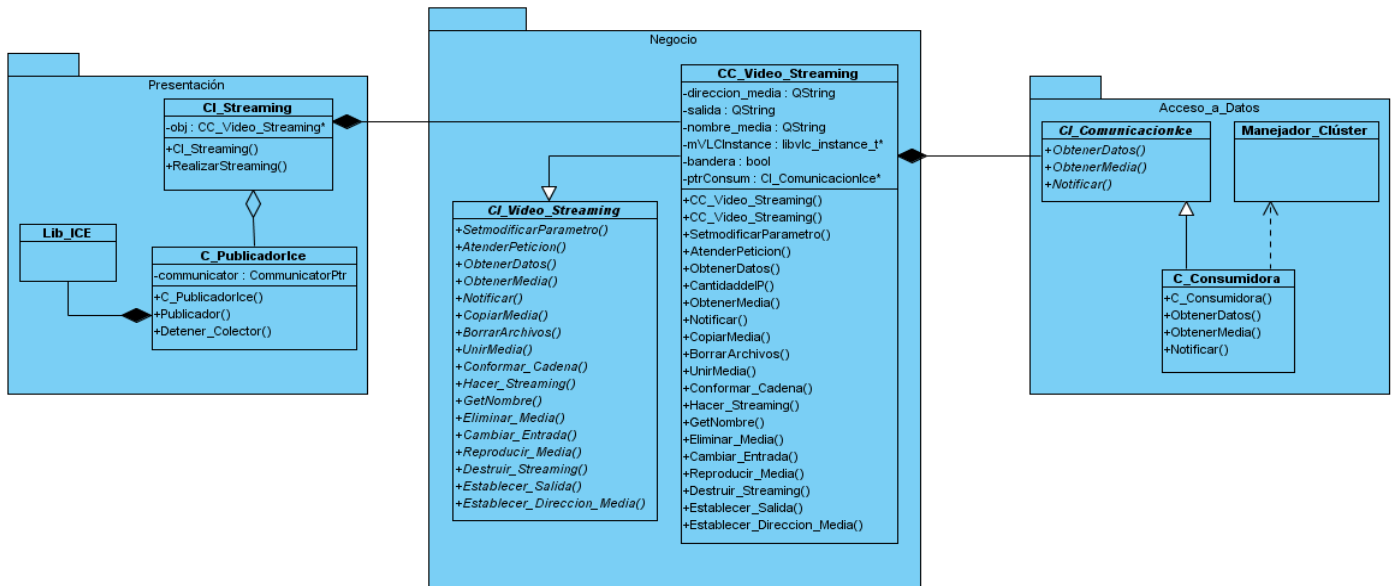 Presentación
CI_Streaming
-obj : CC_Video_Streaming*
+CI_Streaming()
+RealizarStreaming()
Lib_ICE
C_PublicadorIce
-communicator : CommunicatorPtr
+C_PublicadorIce()
+Publicador()
+Detener_Colector()
Negocio
CI_Video_Streaming
+SetmodificarParametro()
+AtenderPeticion()
+ObtenerDatos()
+ObtenerMedia()
+Notificar()
+CopiarMedia()
+BorrarArchivos()
+UnirMedia()
+Conformar_Cadena()
+Hacer_Streaming()
+GetNombre()
+Eliminar_Media()
+Cambiar_Entrada()
+Reproducir_Media()
+Destruir_Streaming()
+Establecer_Salida()
+Establecer_Direccion_Media()
CC_Video_Streaming
-direccion_media : QString
-salida : QString
-nombre_media : QString
-mVLCInstance : libvlc_instance_t*
-bandera : bool
-ptrConsum : CI_ComunicacionIce*
+CC_Video_Streaming()
+CC_Video_Streaming()
+SetmodificarParametro()
+AtenderPeticion()
+ObtenerDatos()
+CantidaddeIP()
+ObtenerMedia()
+Notificar()
+CopiarMedia()
+BorrarArchivos()
+UnirMedia()
+Conformar_Cadena()
+Hacer_Streaming()
+GetNombre()
+Eliminar_Media()
+Cambiar_Entrada()
+Reproducir_Media()
+Destruir_Streaming()
+Establecer_Salida()
+Establecer_Direccion_Media()
Acceso_a_Datos
CI_ComunicacionIce
+ObtenerDatos()
+ObtenerMedia()
+Notificar()
Manejador_Clúster
C_Consumidora
+C_Consumidora()
+ObtenerDatos()
+ObtenerMedia()
+Notificar()